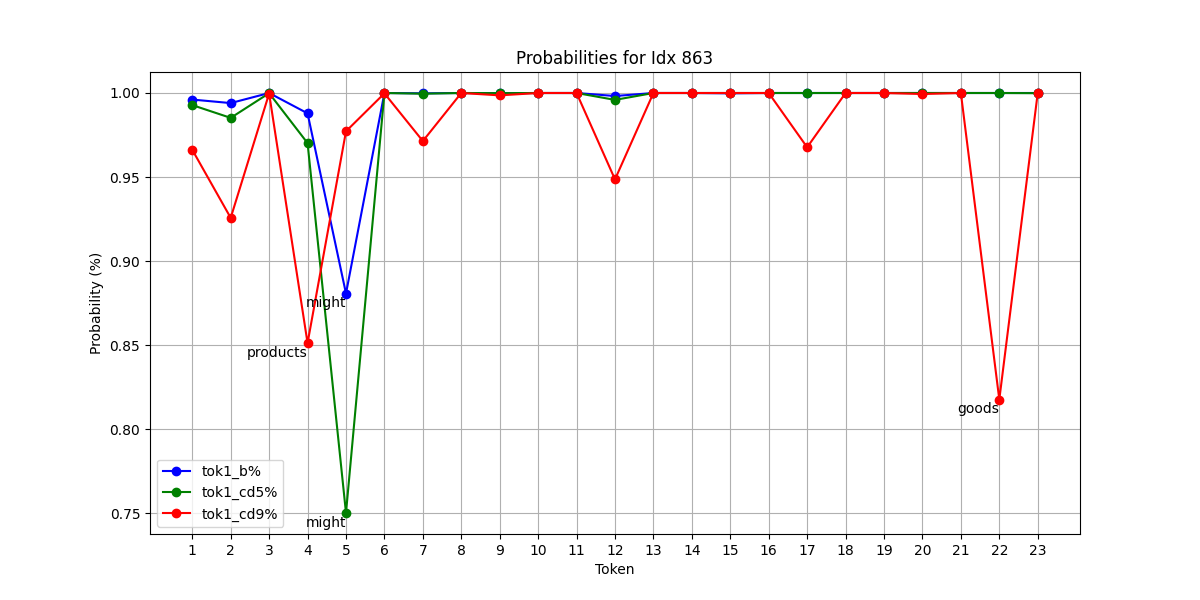 Probabilities for Idx 863
Probability (%)
1.00
0.95
0.90
0.85
0.80
0.75
might
products
goods
might
tok1_b%
tok1_cd5%
tok1_cd9%
1 2 3 4 5 6 7 8 9 10 11 12 13 14 15 16 17 18 19 20 21 22 23
Token